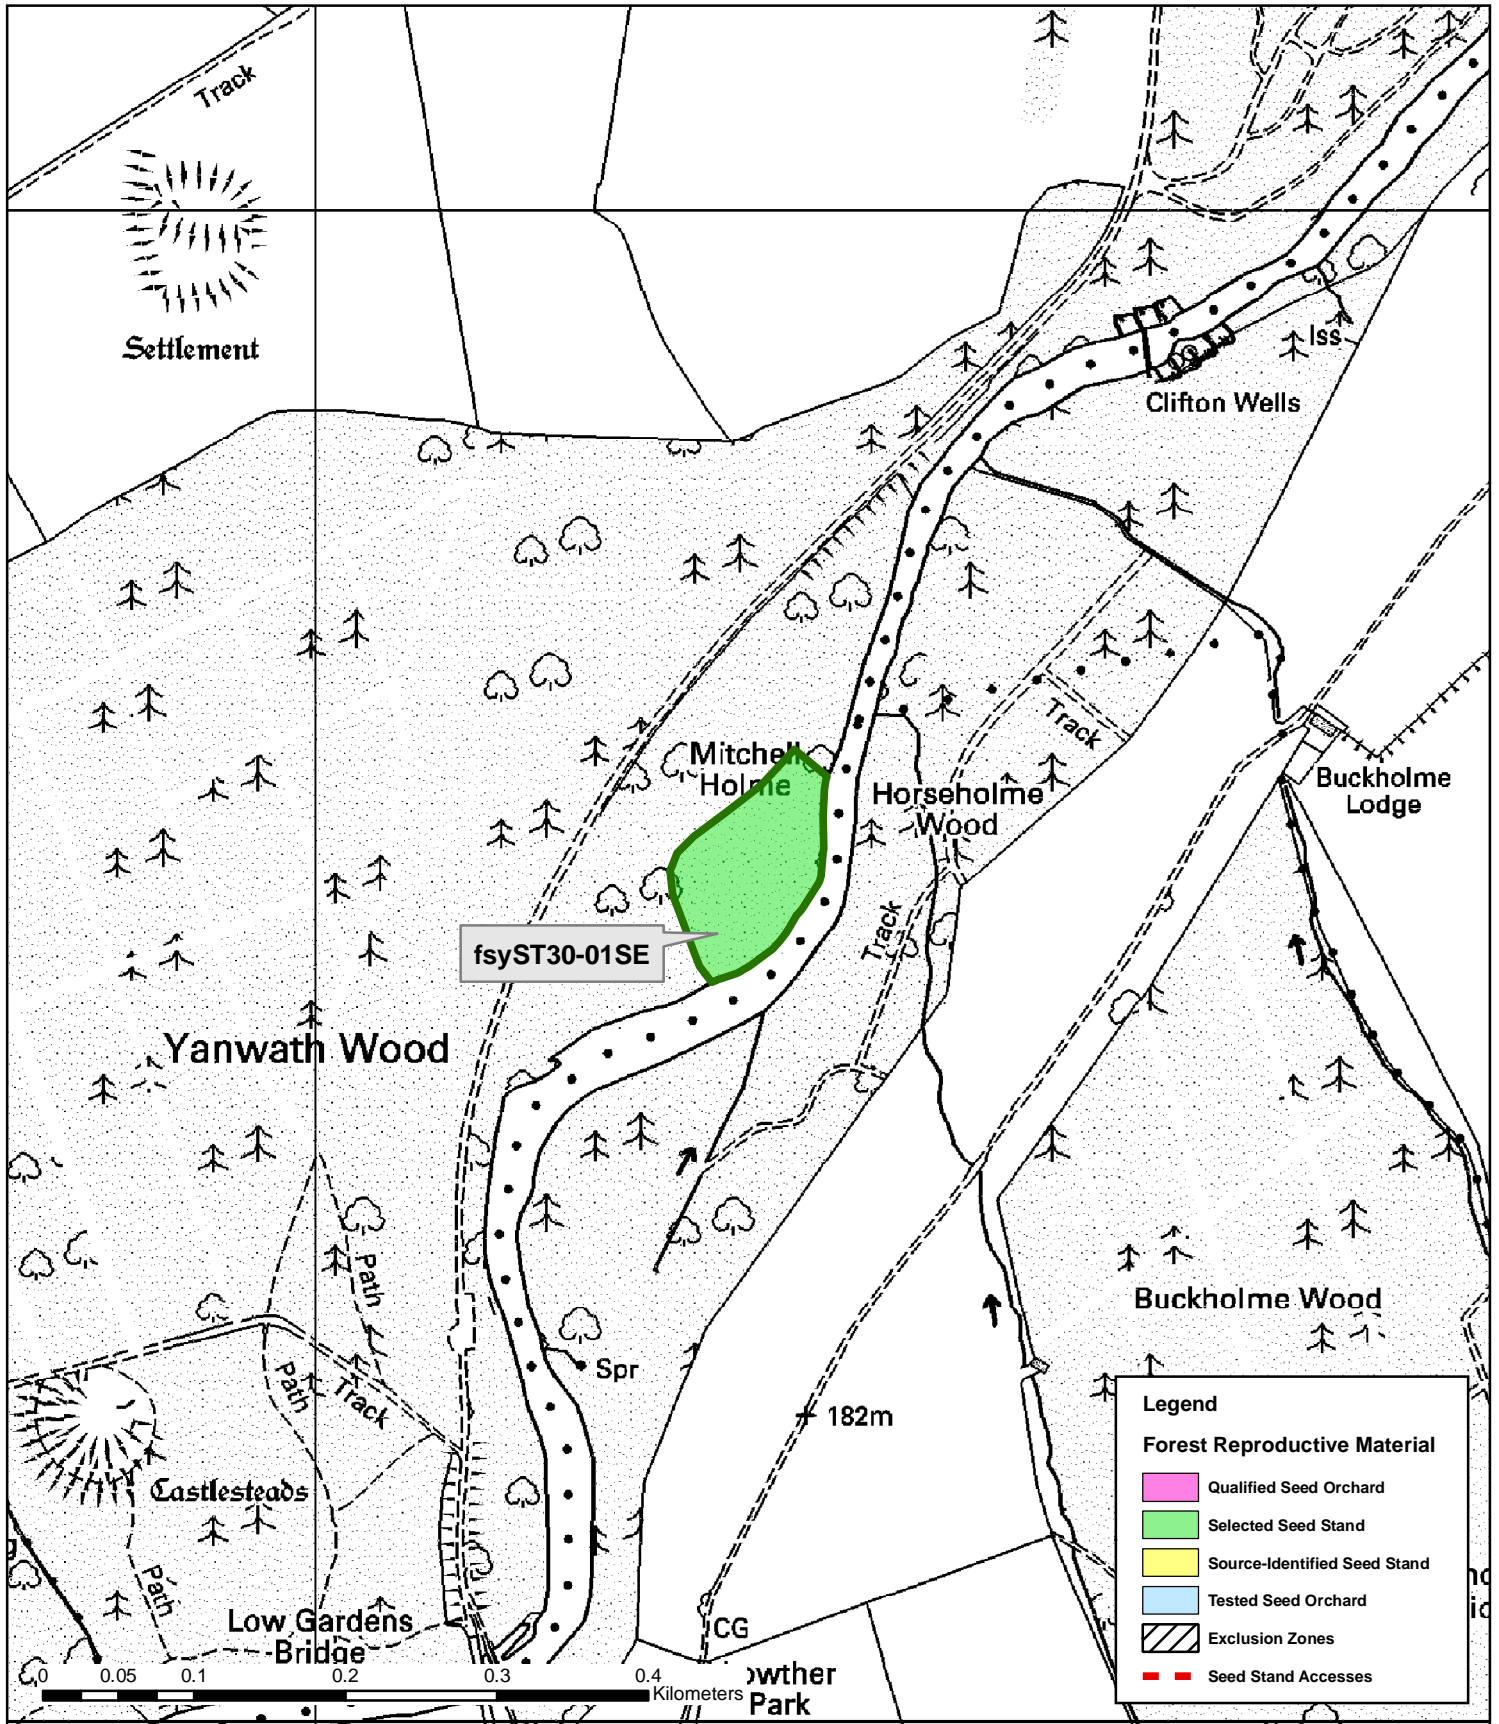 Track
Settlement
Iss
Clifton Wells
Track
Mitchell
Holme
Horseholme
Wood
Buckholme
Lodge
Track
fsyST30-01SE
Yanwath Wood
Path
Buckholme Wood
Spr
Path
Track
182m
Castlesteads
Path
Low Gardens
Bridge
CG
Park
0 0.05 0.1 0.2 0.3 0.4
Kilometers
Legend
Forest Reproductive Material
Qualified Seed Orchard
Selected Seed Stand
Source-Identified Seed Stand
Tested Seed Orchard
Exclusion Zones
Seed Stand Accesses